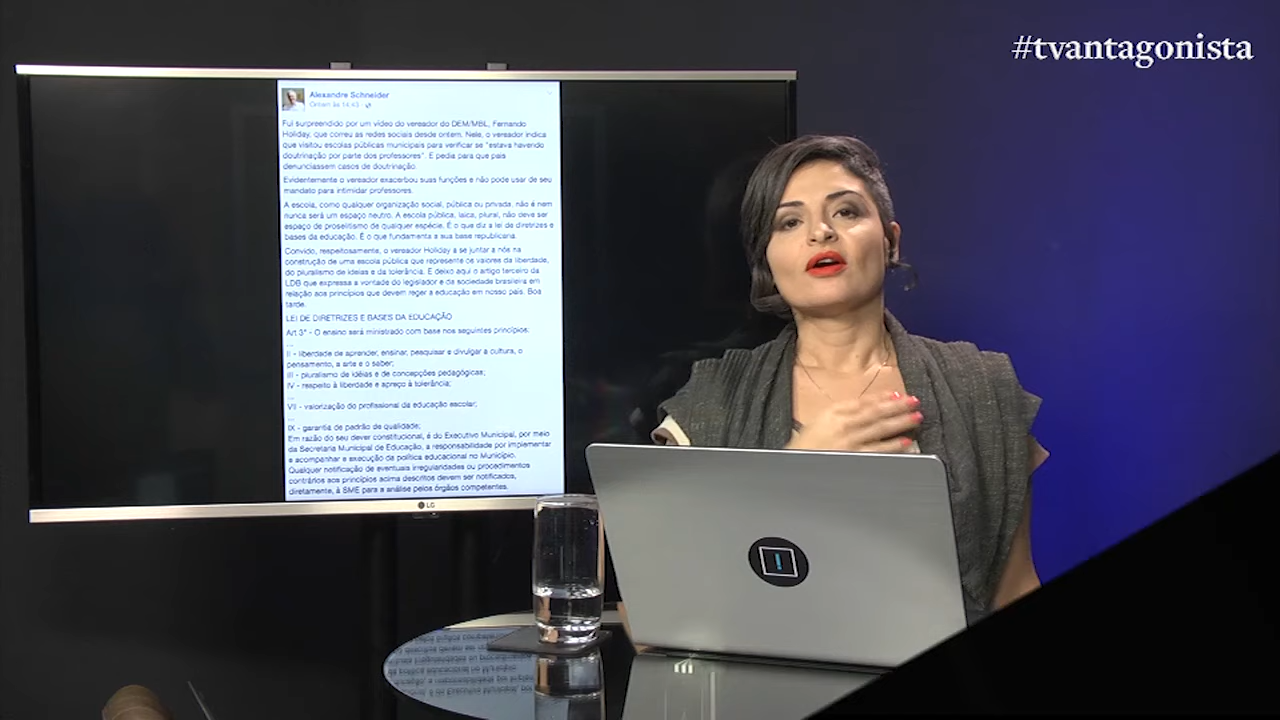 #tvantagonista
Alexandre Schneider
Ontem às 14:43
Fui surpreendido por um vídeo do vereador do DEM/MBL, Fernando
Holiday, que correu as redes sociais desde ontem. Nele, o vereador indica
que visitou escolas públicas municipais para verificar se "estava havendo
doutrinação por parte dos professores". E pedia para que pais
denunciassem casos de doutrinação.
Evidentemente o vereador exacerbou suas funções e não pode usar de seu
mandato para intimidar professores.
A escola, como qualquer organização social, pública ou privada, não é nem
nunca será um espaço neutro. A escola pública, laica, plural, não deve ser
espaço de proselitismo de qualquer espécie. É o que diz a lei de diretrizes e
bases da educação. É o que fundamenta a sua base republicana.
Convido, respeitosamente, o vereador Holiday a se juntar a nós na
construção de uma escola pública que represente os valores da liberdade,
do pluralismo de ideias e da tolerância. E deixo aqui o artigo terceiro da
LDB que expressa a vontade do legislador e da sociedade brasileira em
relação aos princípios que devem reger a educação em nosso país. Boa
tarde.
LEI DE DIRETRIZES E BASES DA EDUCAÇÃO
Art 3° - O ensino será ministrado com base nos seguintes princípios:
...
II - liberdade de aprender, ensinar, pesquisar e divulgar a cultura, o
pensamento, a arte e o saber;
III - pluralismo de idéias e de concepções pedagógicas;
IV - respeito à liberdade e apreço à tolerância;
...
VII - valorização do profissional da educação escolar;
...
IX - garantia de padrão de qualidade;
Em razão do seu dever constitucional, é do Executivo Municipal, por meio
da Secretaria Municipal de Educação, a responsabilidade por implementar
e acompanhar a execução da política educacional no Município.
Qualquer notificação de eventuais irregularidades ou procedimentos
contrários aos princípios acima descritos devem ser notificados,
diretamente, à SME para a análise pelos órgãos competentes.
LG